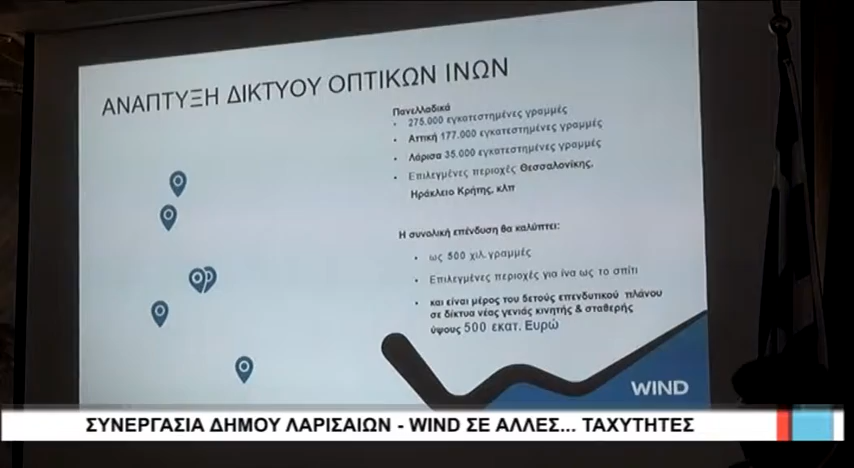 ΑΝΑΠΤΥΞΗ ΔΙΚΤΥΟΥ ΟΠΤΙΚΩΝ ΙΝΩΝ
Πανελλαδικά
• 275.000 εγκατεστημένες γραμμές
• Αττική 177.000 εγκατεστημένες γραμμές
• Λάρισα 35.000 εγκατεστημένες γραμμές
• Επιλεγμένες περιοχές Θεσσαλονίκης,
Ηράκλειο Κρήτης, κλπ
Η συνολική επένδυση θα καλύπτει:
• ως 500 χιλ. γραμμές
• Επιλεγμένες περιοχές για ίνα ως το σπίτι
• και είναι μέρος του 5ετούς επενδυτικού πλάνου
σε δίκτυα νέας γενιάς κινητής & σταθερής
ύψους 500 εκατ. Ευρώ
WIND
ΣΥΝΕΡΓΑΣΙΑ ΔΗΜΟΥ ΛΑΡΙΣΑΙΩΝ - WIND ΣΕ ΑΛΛΕΣ... ΤΑΧΥΤΗΤΕΣ